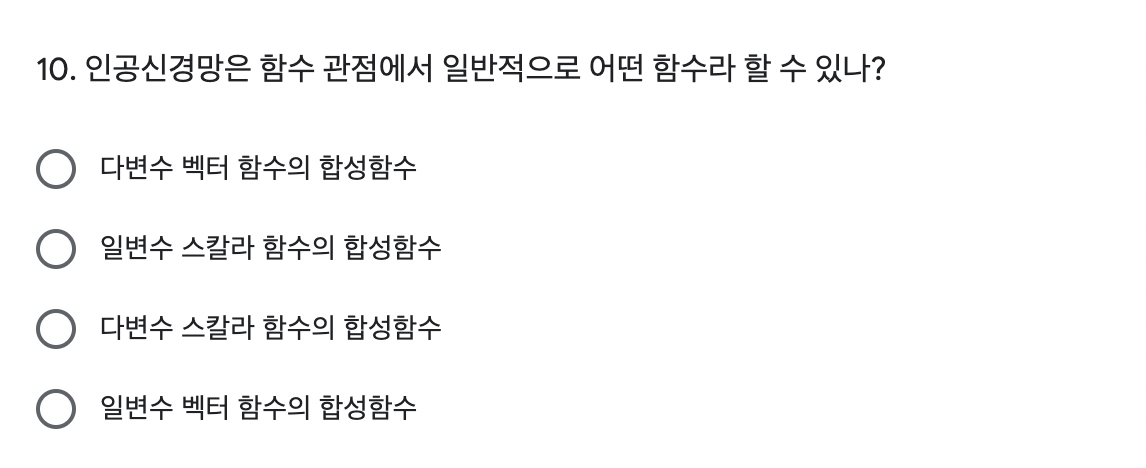 10. 인공신경망은 함수 관점에서 일반적으로 어떤 함수라 할 수 있나?
다변수 벡터 함수의 합성함수
일변수 스칼라 함수의 합성함수
다변수 스칼라 함수의 합성함수
일변수 벡터 함수의 합성함수